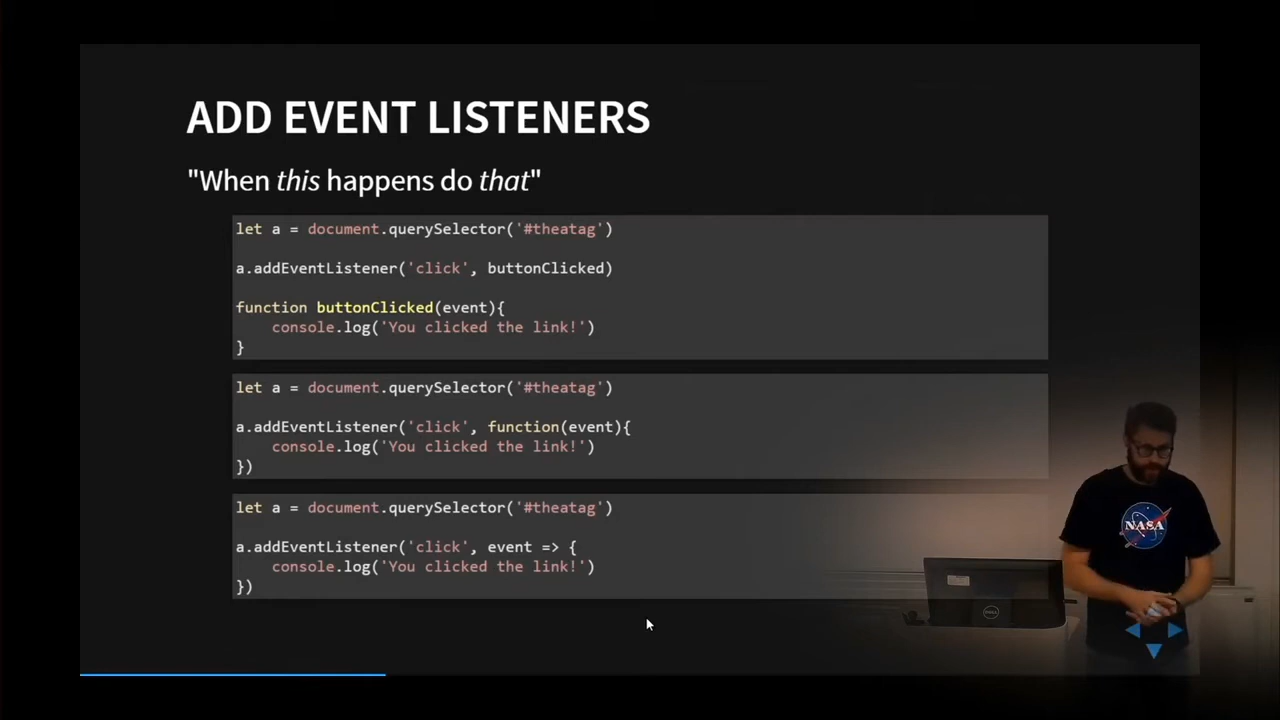 ADD EVENT LISTENERS
"When this happens do that"
let a = document.querySelector('#theatag')
a.addEventListener('click', buttonClicked)
function buttonClicked(event){
    console.log('You clicked the link!')
}
let a = document.querySelector('#theatag')
a.addEventListener('click', function(event){
    console.log('You clicked the link!')
})
let a = document.querySelector('#theatag')
a.addEventListener('click', event => {
    console.log('You clicked the link!')
})
NASA
DELL